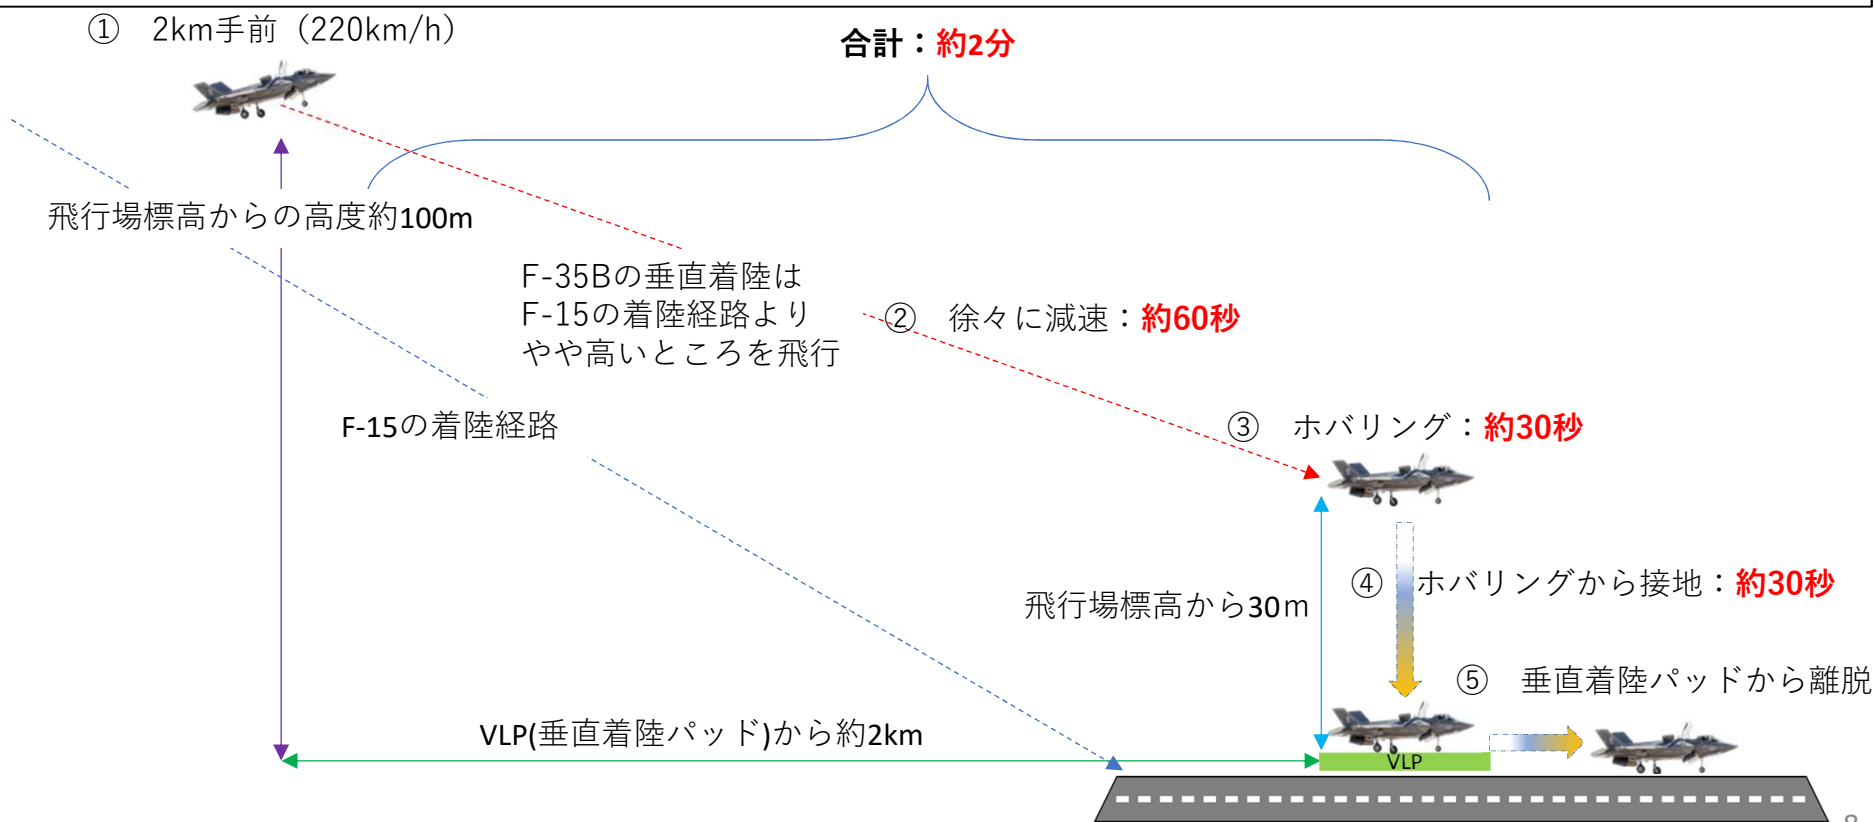 ① 2km手前（220km/h）
合計：約2分
飛行場標高からの高度約100m
F-35Bの垂直着陸は
F-15の着陸経路より
やや高いところを飛行
② 徐々に減速：約60秒
F-15の着陸経路
③ ホバリング：約30秒
飛行場標高から30ｍ
④ ホバリングから接地：約30秒
⑤ 垂直着陸パッドから離脱
VLP(垂直着陸パッド)から約2km
VLP